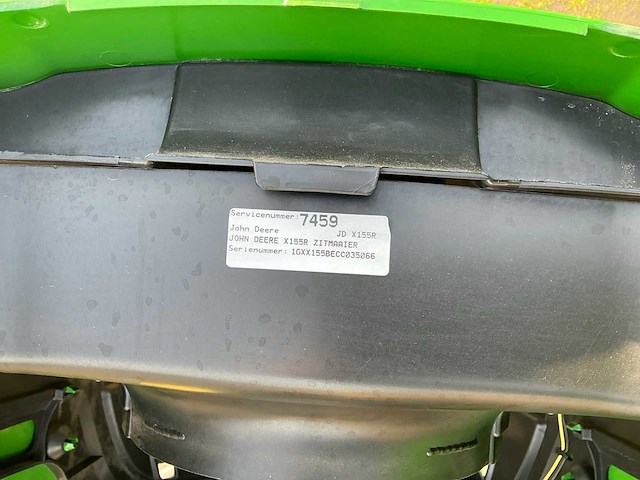 Servicenummer: 7459
John Deere JD X155R
JOHN DEERE X155R ZITMAAIER
Serienummer: 1GXX155BECC035066